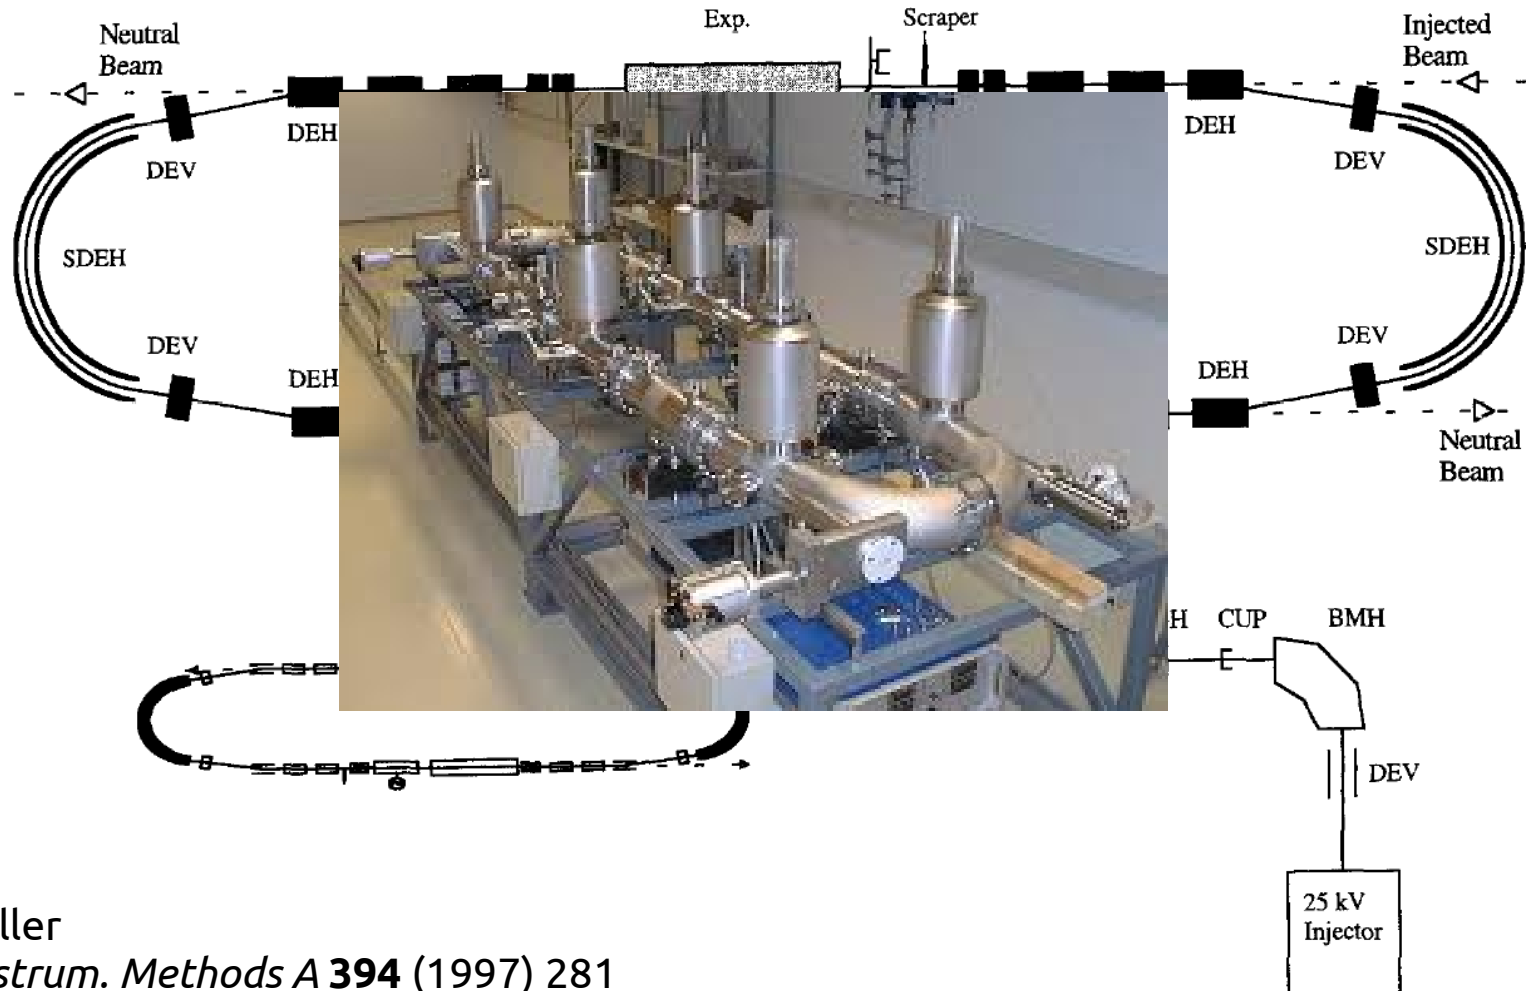 Exp.
Scraper
Neutral
Beam
Injected
Beam
DEH
DEH
DEV
DEV
SDEH
SDEH
DEV
DEV
DEH
DEH
Neutral
Beam
H
CUP
BMH
DEV
25 kV
Injector
ller
strum. Methods A 394 (1997) 281